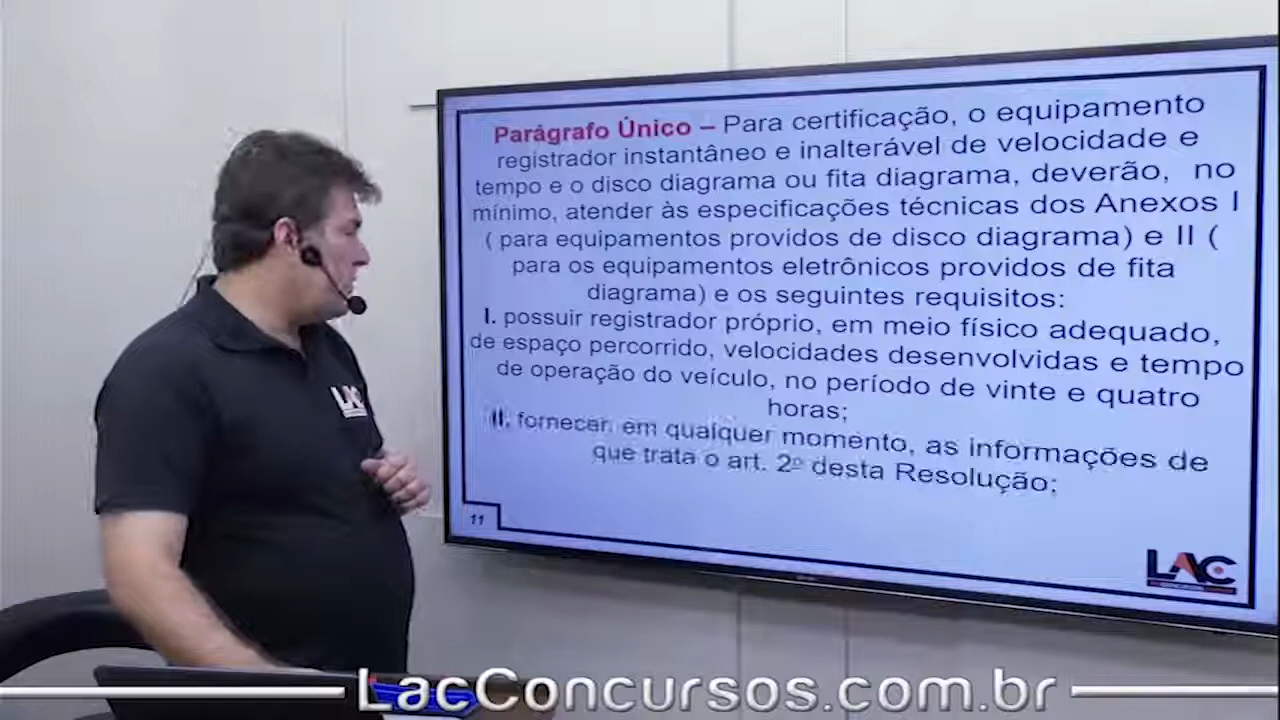 Parágrafo Único – Para certificação, o equipamento
registrador instantâneo e inalterável de velocidade e
tempo e o disco diagrama ou fita diagrama, deverão, no
mínimo, atender às especificações técnicas dos Anexos I
( para equipamentos providos de disco diagrama) e II (
para os equipamentos eletrônicos providos de fita
diagrama) e os seguintes requisitos:
I. possuir registrador próprio, em meio físico adequado,
de espaço percorrido, velocidades desenvolvidas e tempo
de operação do veículo, no período de vinte e quatro
horas;
II. fornecer, em qualquer momento, as informações de
que trata o art. 2º desta Resolução;
11
LAC
LAC
LacConcursos.com.br